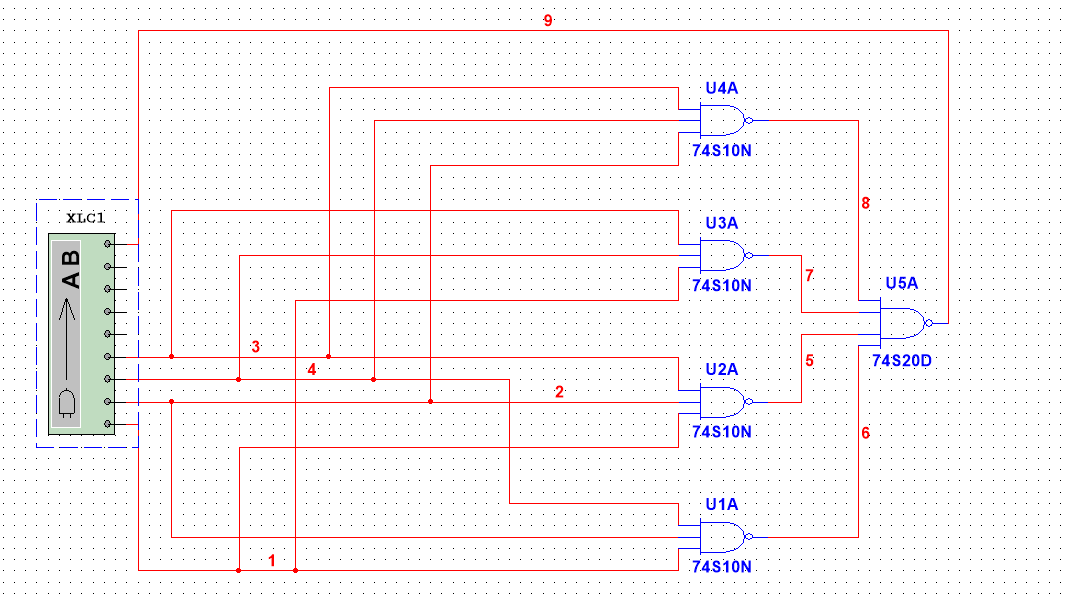 9
U4A
74S10N
8
XLC1
A B
U3A
74S10N
7
U5A
3
4
5
74S20D
U2A
2
74S10N
6
U1A
1
74S10N